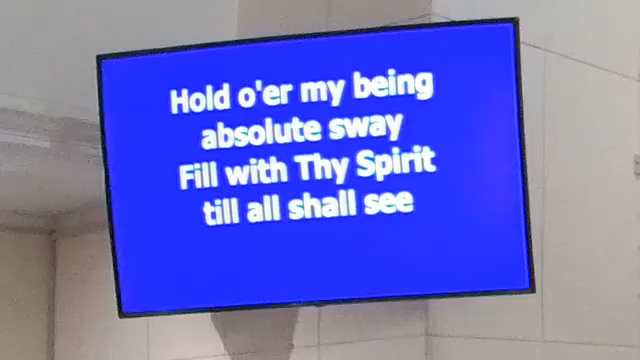 Hold o'er my being
absolute sway
Fill with Thy Spirit
till all shall see